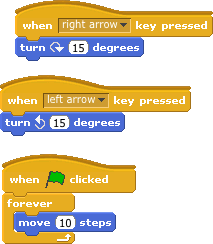 when right arrow key pressed
turn 15 degrees
when left arrow key pressed
turn 15 degrees
when clicked
forever
move 10 steps